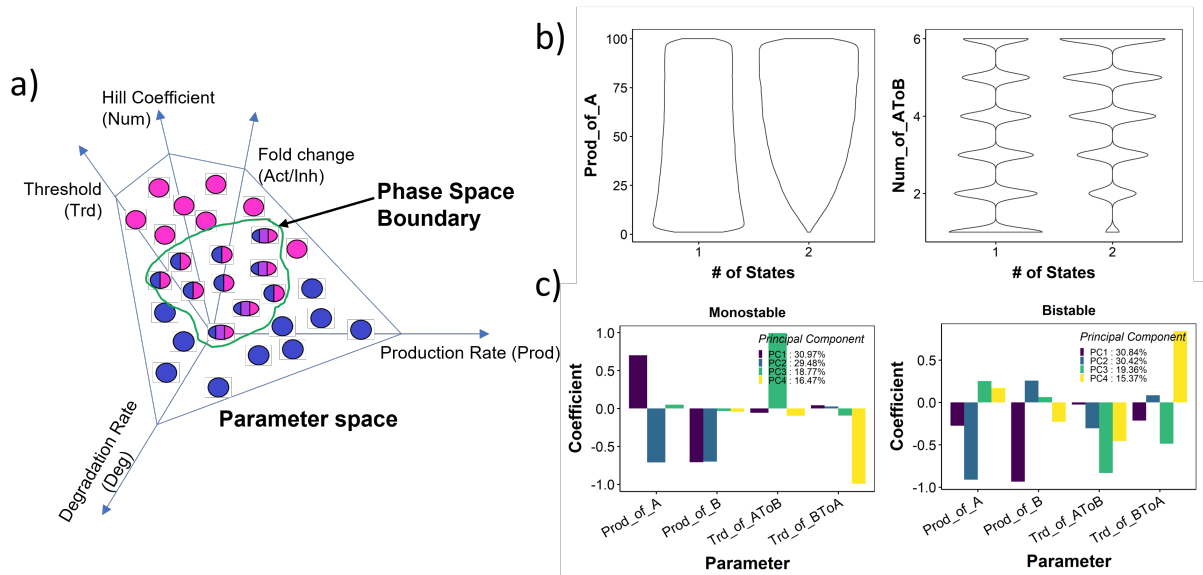 a)
Hill Coefficient
(Num)
Fold change
(Act/Inh)
Threshold
(Trd)
Phase Space
Boundary
Production Rate (Prod)
Parameter space
Degradation Rate
(Deg)
b)
Prod_of_A
100
75
50
25
0
1
2
# of States
Num_of_AToB
6
4
2
1
2
# of States
c)
Monostable
Coefficient
1.0
0.5
0.0
-0.5
-1.0
Principal Component
PC1 : 30.97%
PC2 : 29.48%
PC3 : 18.77%
PC4 : 16.47%
Prod_of_A
Prod_of_B
Trd_of_AToB
Trd_of_BToA
Parameter
Bistable
Coefficient
0.5
0.0
-0.5
-1.0
Principal Component
PC1 : 30.84%
PC2 : 30.42%
PC3 : 19.36%
PC4 : 15.37%
Prod_of_A
Prod_of_B
Trd_of_AToB
Trd_of_BToA
Parameter